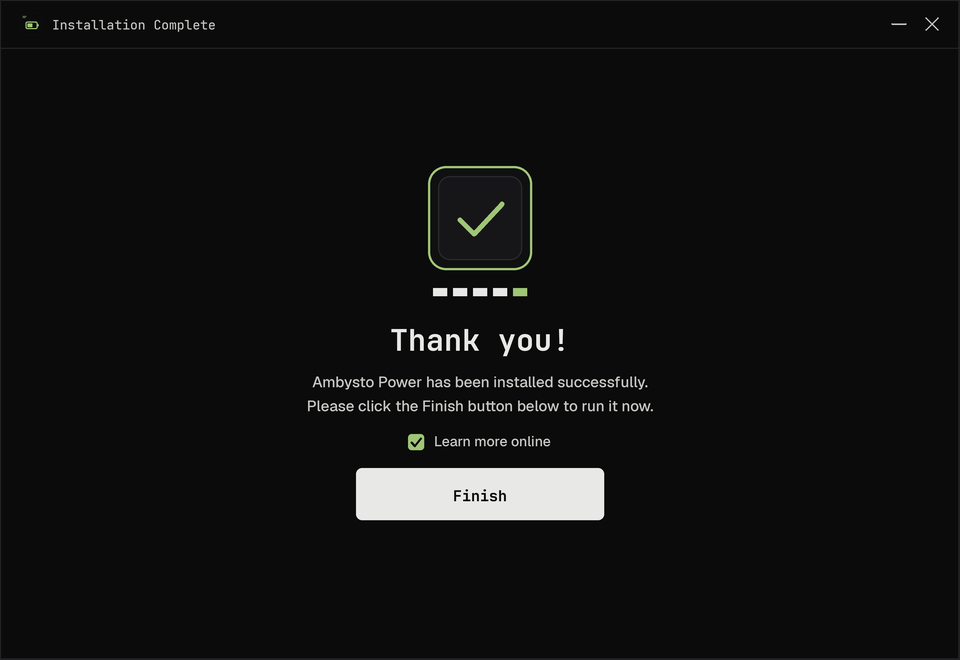 Installation Complete
Thank you!
Ambysto Power has been installed successfully.
Please click the Finish button below to run it now.
Learn more online
Finish